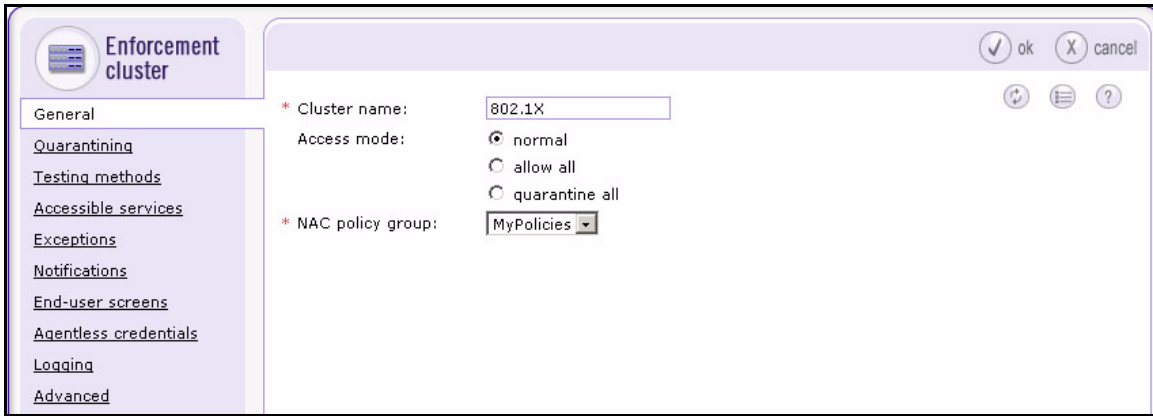 Enforcement
cluster
ok
X cancel
General
Quarantining
Testing methods
Accessible services
Exceptions
Notifications
End-user screens
Agentless credentials
Logging
Advanced
* Cluster name: 802.1X
Access mode: normal
allow all
quarantine all
* NAC policy group: MyPolicies
?